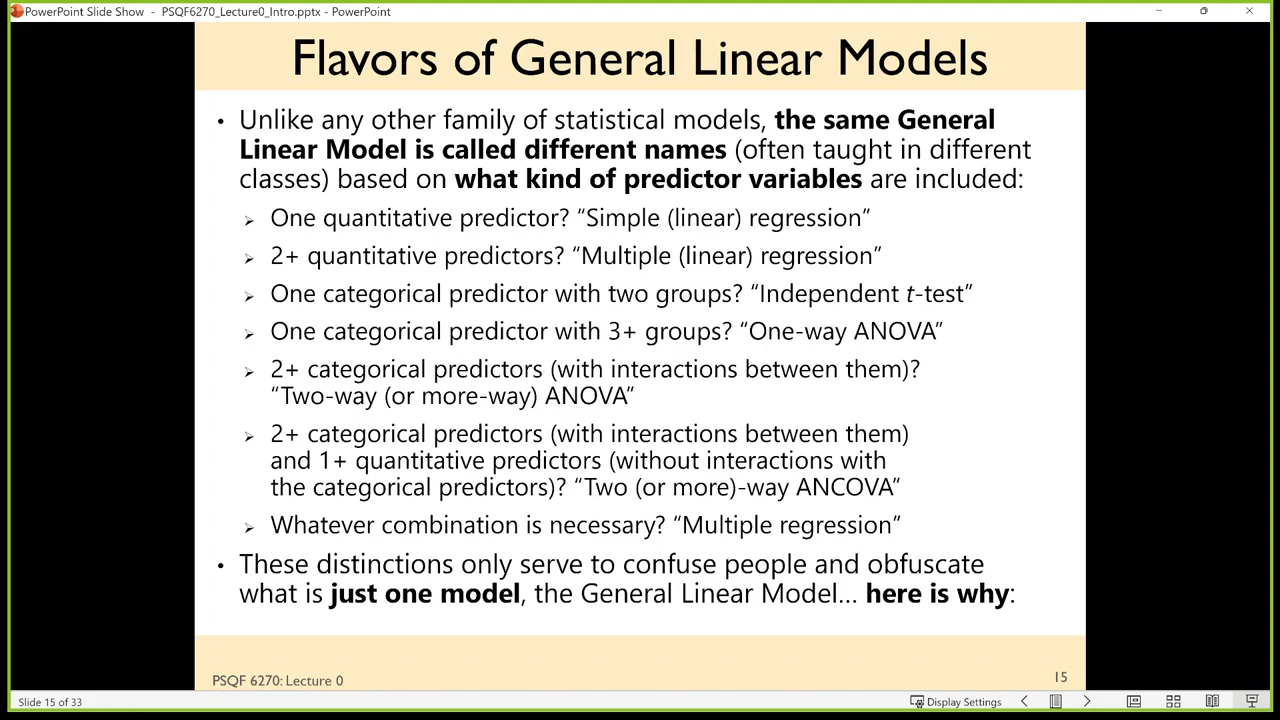 PowerPoint Slide Show - PSQF6270_Lecture0_Intro.pptx - PowerPoint
Flavors of General Linear Models
• Unlike any other family of statistical models, the same General
Linear Model is called different names (often taught in different
classes) based on what kind of predictor variables are included:
➢ One quantitative predictor? “Simple (linear) regression”
➢ 2+ quantitative predictors? “Multiple (linear) regression”
➢ One categorical predictor with two groups? “Independent t-test”
➢ One categorical predictor with 3+ groups? “One-way ANOVA”
➢ 2+ categorical predictors (with interactions between them)?
“Two-way (or more-way) ANOVA”
➢ 2+ categorical predictors (with interactions between them)
and 1+ quantitative predictors (without interactions with
the categorical predictors)? “Two (or more)-way ANCOVA”
➢ Whatever combination is necessary? “Multiple regression”
• These distinctions only serve to confuse people and obfuscate
what is just one model, the General Linear Model… here is why:
PSQF 6270: Lecture 0
15
Slide 15 of 33
Display Settings